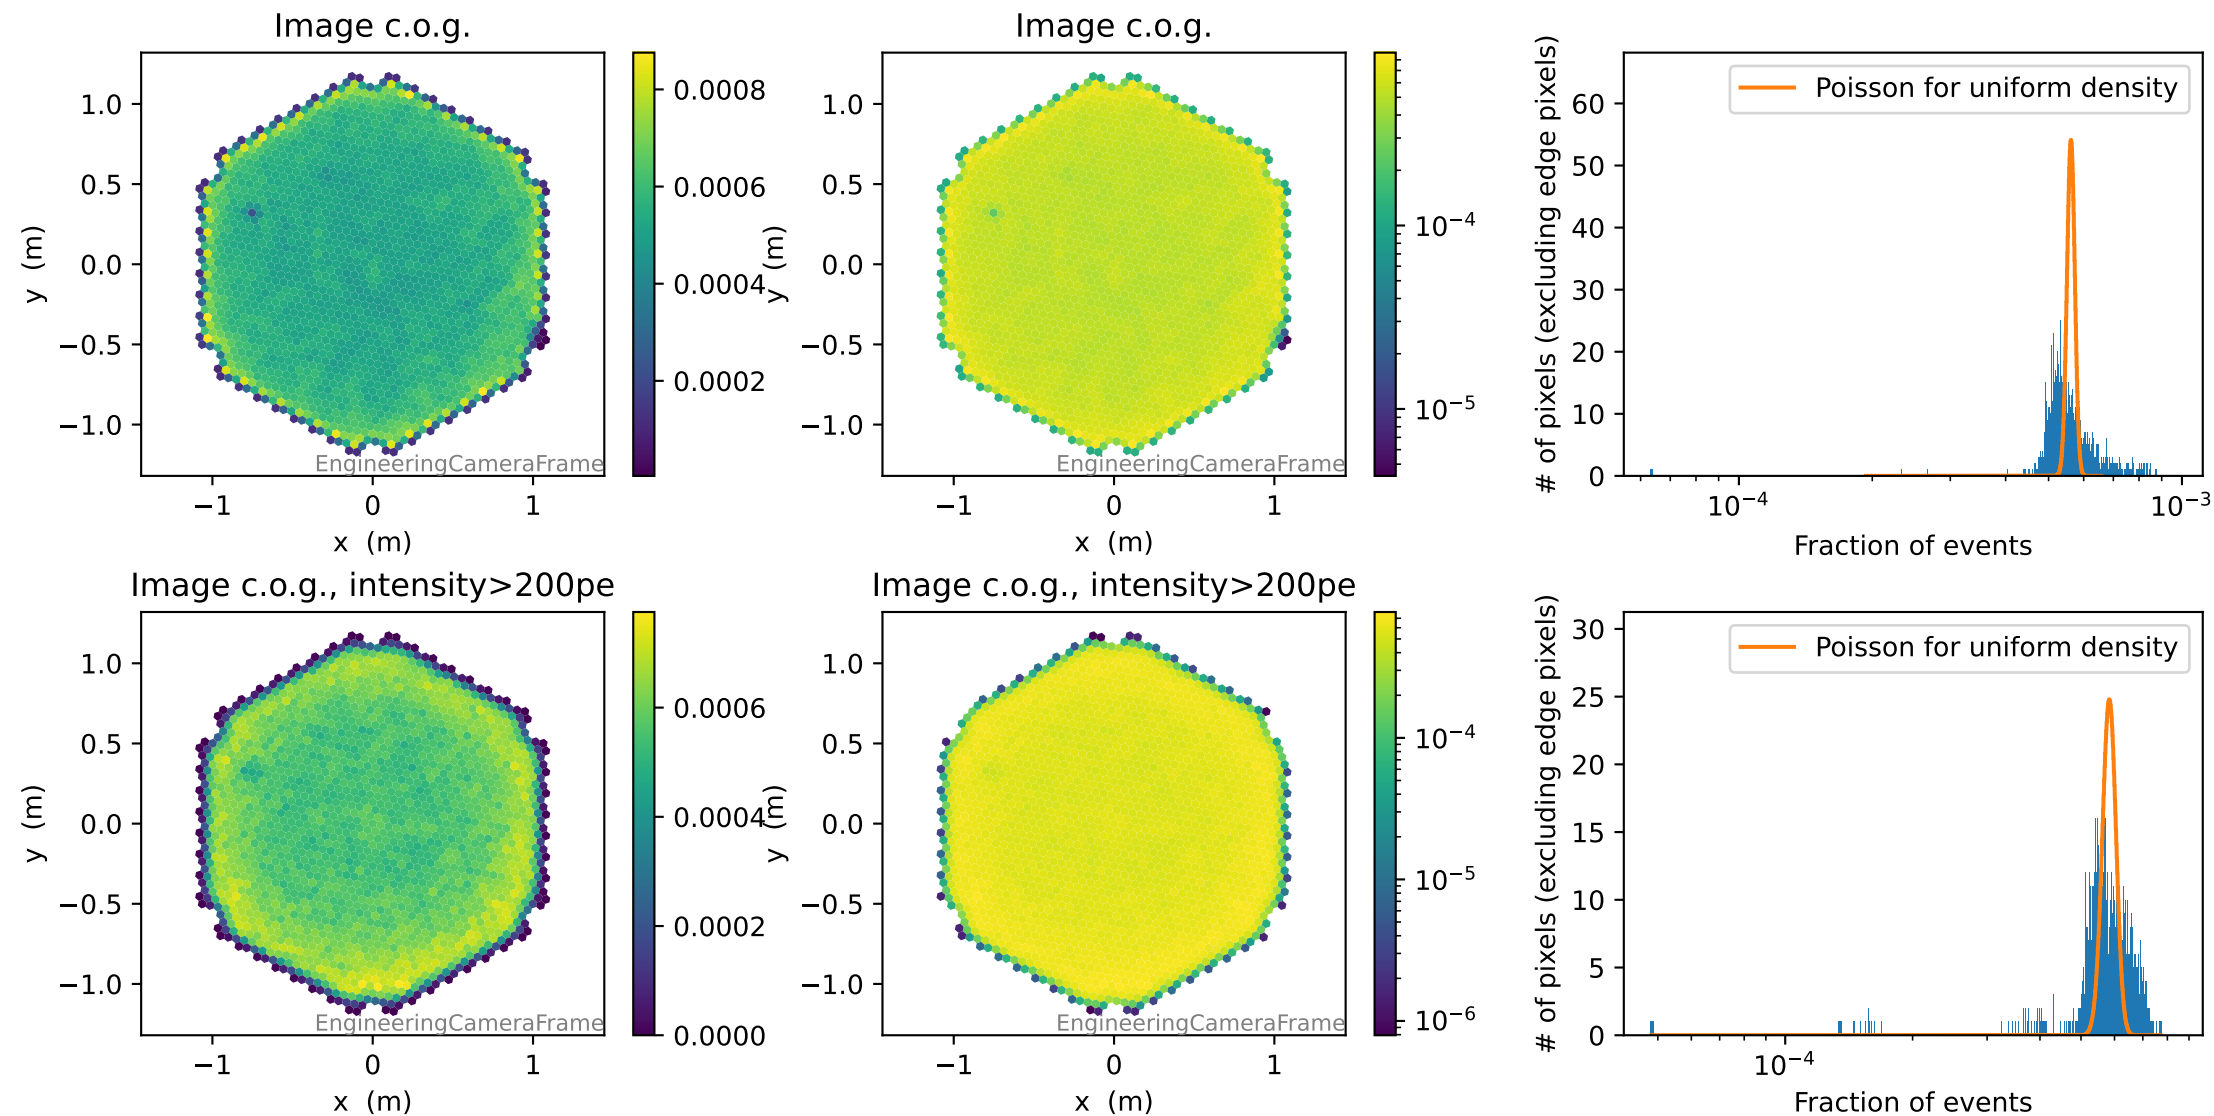 Image c.o.g.
1.0
0.5
0.0
−0.5
−1.0
y (m)
−1
0
1
x (m)
EngineeringCameraFrame
0.0008
0.0006
0.0004
0.0002
Image c.o.g.
1.0
0.5
0.0
−0.5
−1.0
y (m)
−1
0
1
x (m)
EngineeringCameraFrame
10⁻⁴
10⁻⁵
# of pixels (excluding edge pixels)
60
50
40
30
20
10
0
Poisson for uniform density
10⁻⁴
10⁻³
Fraction of events
Image c.o.g., intensity>200pe
1.0
0.5
0.0
−0.5
−1.0
y (m)
−1
0
1
x (m)
EngineeringCameraFrame
0.0006
0.0004
0.0002
0.0000
Image c.o.g., intensity>200pe
1.0
0.5
0.0
−0.5
−1.0
y (m)
−1
0
1
x (m)
EngineeringCameraFrame
10⁻⁴
10⁻⁵
10⁻⁶
# of pixels (excluding edge pixels)
30
25
20
15
10
5
0
Poisson for uniform density
10⁻⁴
Fraction of events